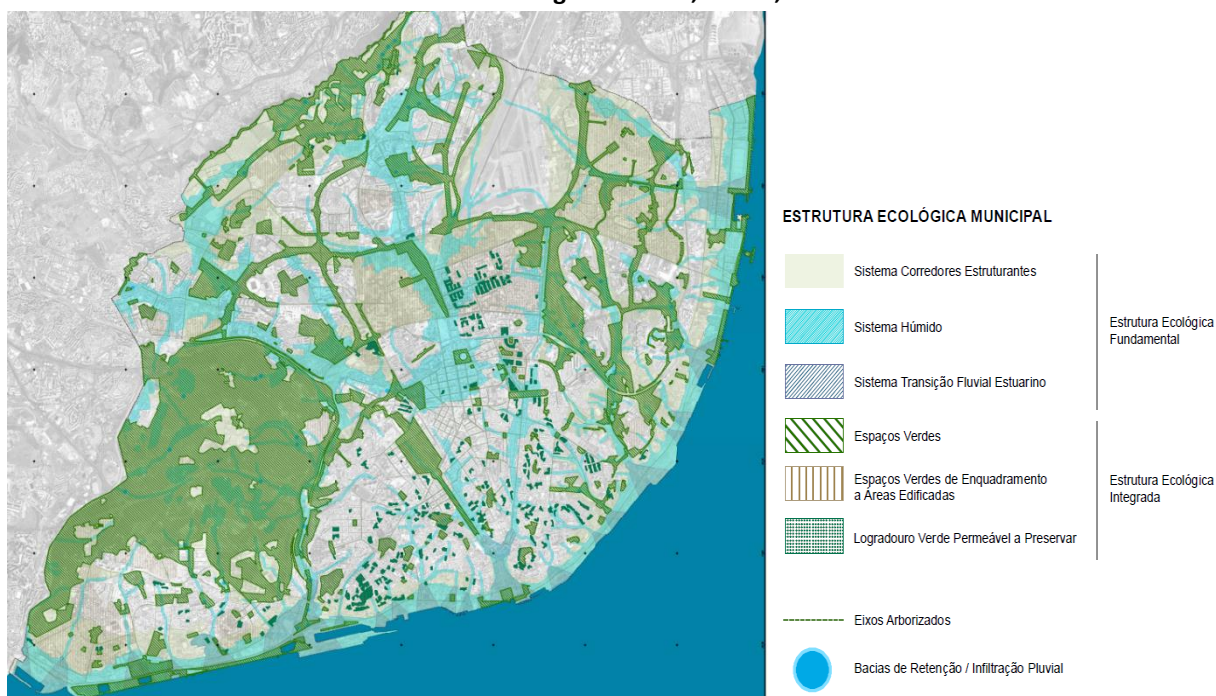 ESTRUTURA ECOLÓGICA MUNICIPAL
Sistema Corredores Estruturantes
Sistema Húmido
Estrutura Ecológica
Fundamental
Sistema Transição Fluvial Estuarino
Espaços Verdes
Espaços Verdes de Enquadramento
a Áreas Edificadas
Estrutura Ecológica
Integrada
Logradouro Verde Permeável a Preservar
Eixos Arborizados
Bacias de Retenção / Infiltração Pluvial